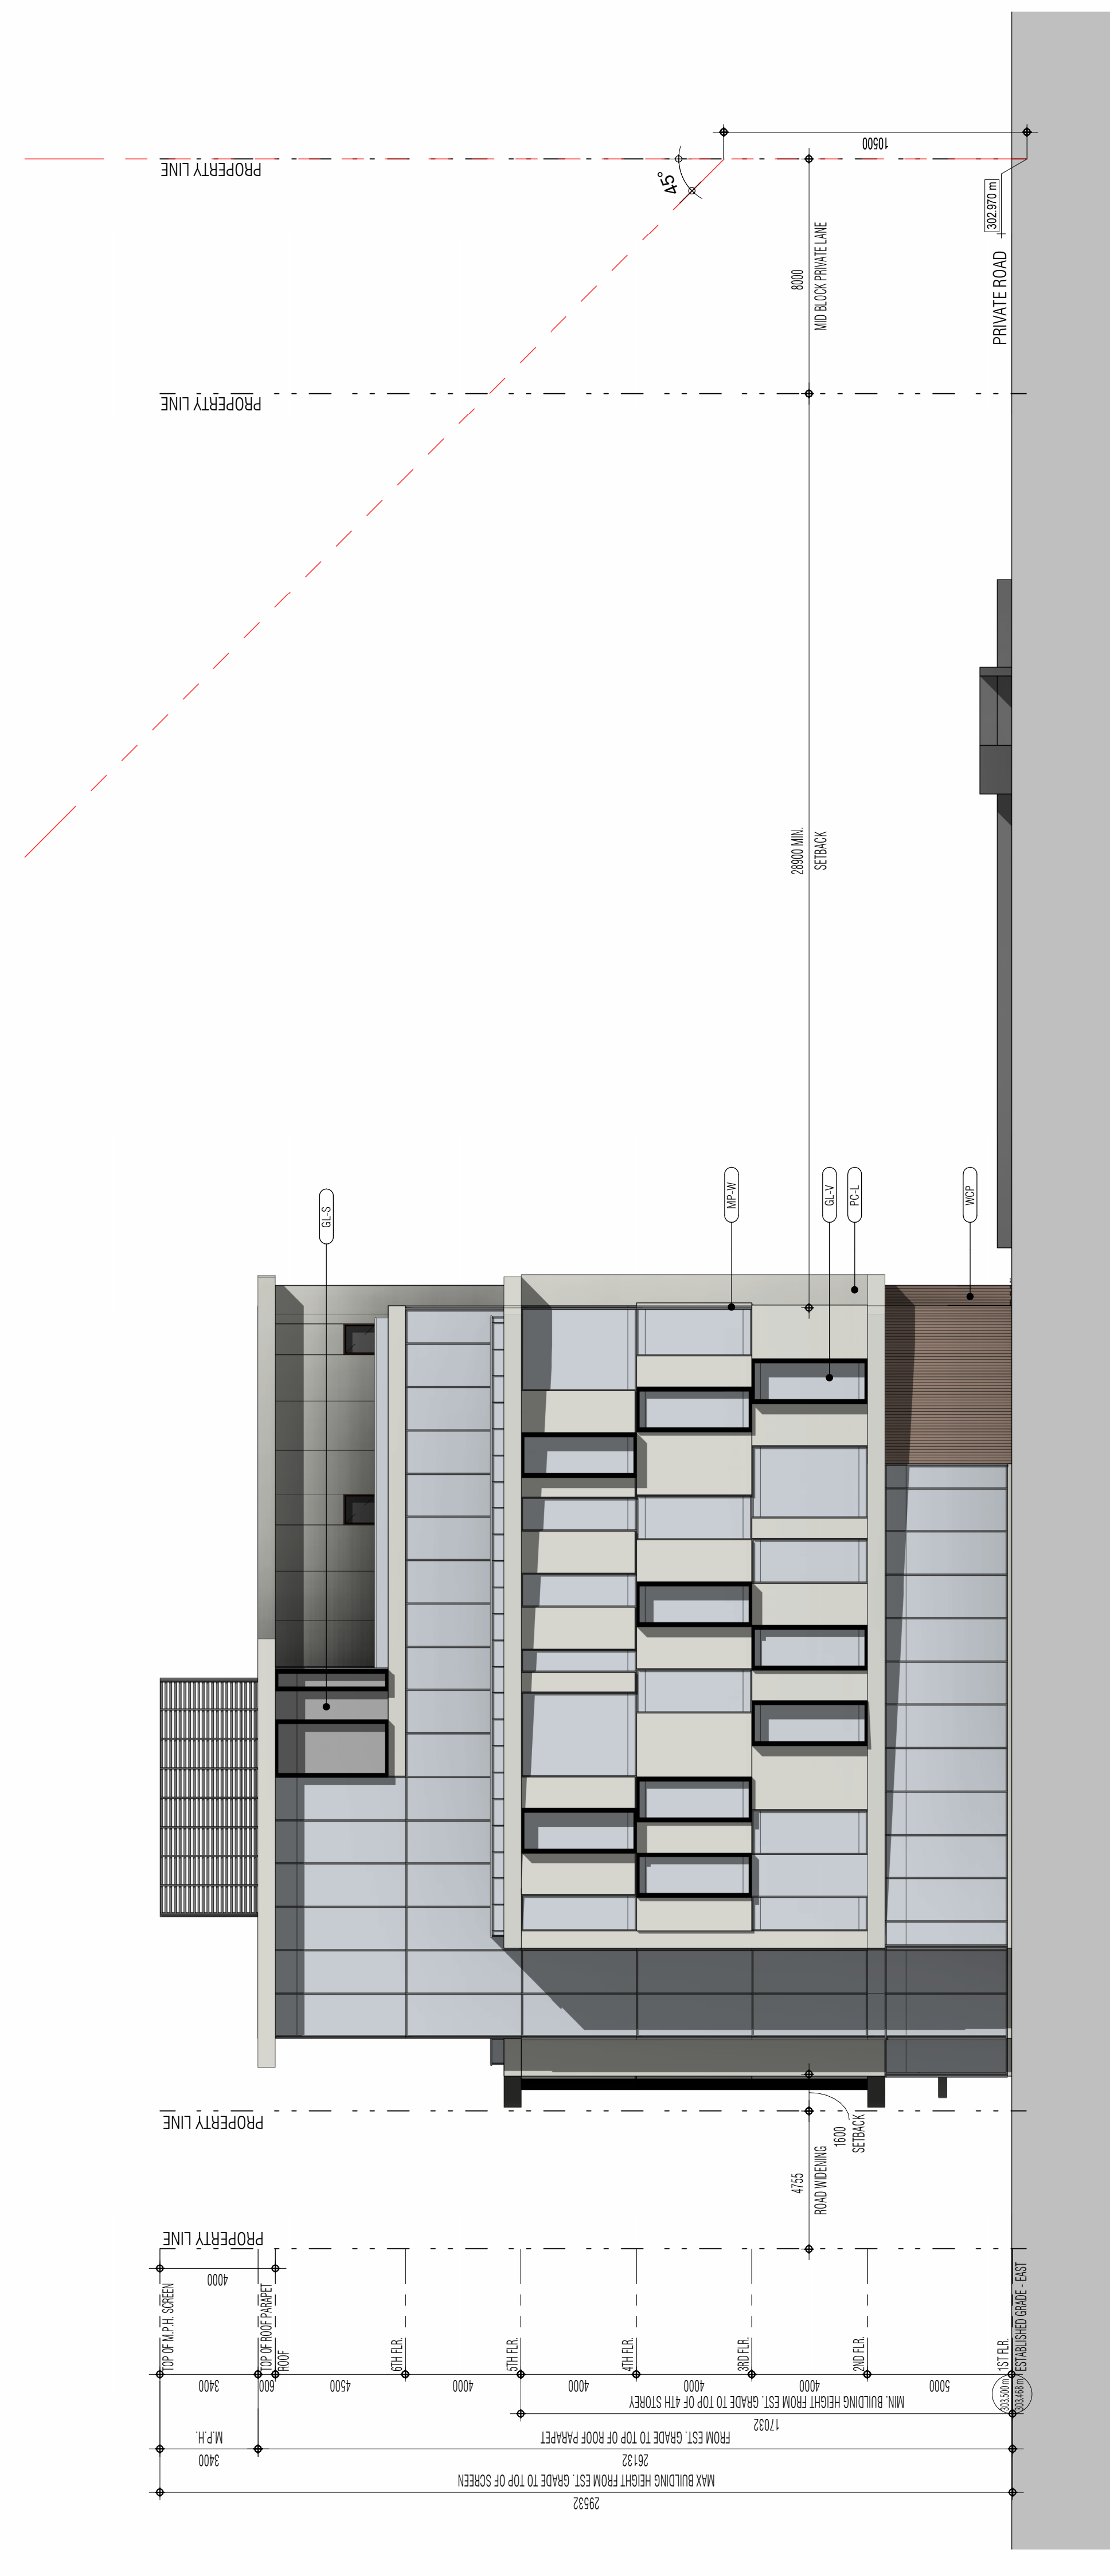 PROPERTY LINE
10500
45°
302.970 m
PRIVATE ROAD
8000
MID BLOCK PRIVATE LANE
PROPERTY LINE
28900 MIN.
SETBACK
GL-S
MP-W
GL-V
PC-L
WCP
PROPERTY LINE
1600
SETBACK
4755
ROAD WIDENING
PROPERTY LINE
4000
TOP OF M.P.H. SCREEN
TOP OF ROOF PARAPET
ROOF
6TH FLR.
5TH FLR.
4TH FLR.
3RD FLR.
2ND FLR.
1ST FLR.
ESTABLISHED GRADE - EAST
303.500 m
303.468 m
3400
600
4500
4000
4000
4000
4000
5000
MIN. BUILDING HEIGHT FROM EST. GRADE TO TOP OF 4TH STOREY
17032
M.P.H.
3400
FROM EST. GRADE TO TOP OF ROOF PARAPET
26132
MAX BUILDING HEIGHT FROM EST. GRADE TO TOP OF SCREEN
29532